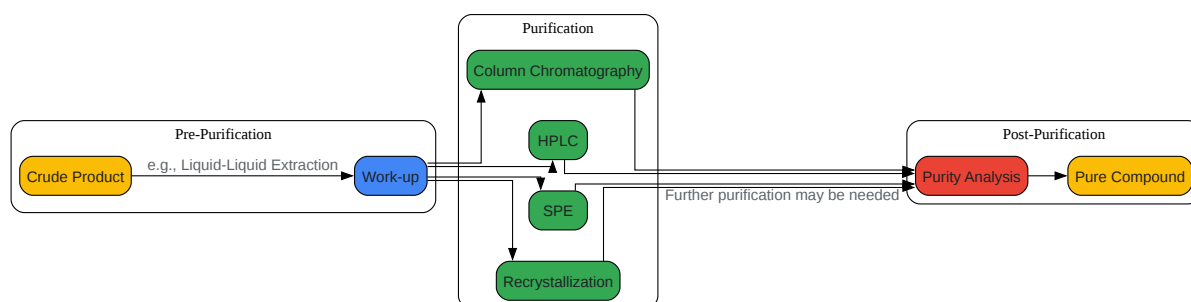 Purification
Column Chromatography
Pre-Purification
HPLC
Post-Purification
e.g., Liquid-Liquid Extraction
Crude Product
Work-up
Purity Analysis
Pure Compound
Further purification may be needed
SPE
Recrystallization